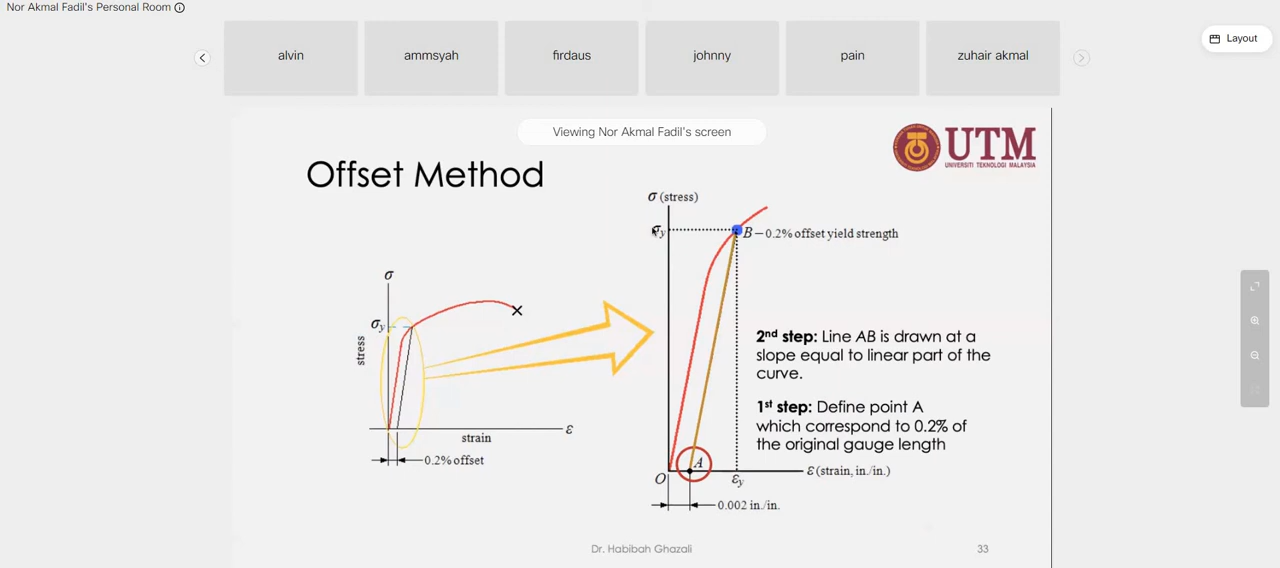 Nor Akmal Fadil's Personal Room
Layout
alvin
ammsyah
firdaus
johnny
pain
zuhair akmal
Viewing Nor Akmal Fadil's screen
UTM
UNIVERSITI TEKNOLOGI MALAYSIA
Offset Method
σ (stress)
σy
B – 0.2% offset yield strength
σ
σy
stress
ε
strain
0.2% offset
2nd step: Line AB is drawn at a
slope equal to linear part of the
curve.
1st step: Define point A
which correspond to 0.2% of
the original gauge length
A
O
εy
ε (strain, in./in.)
0.002 in./in.
Dr. Habibah Ghazali
33